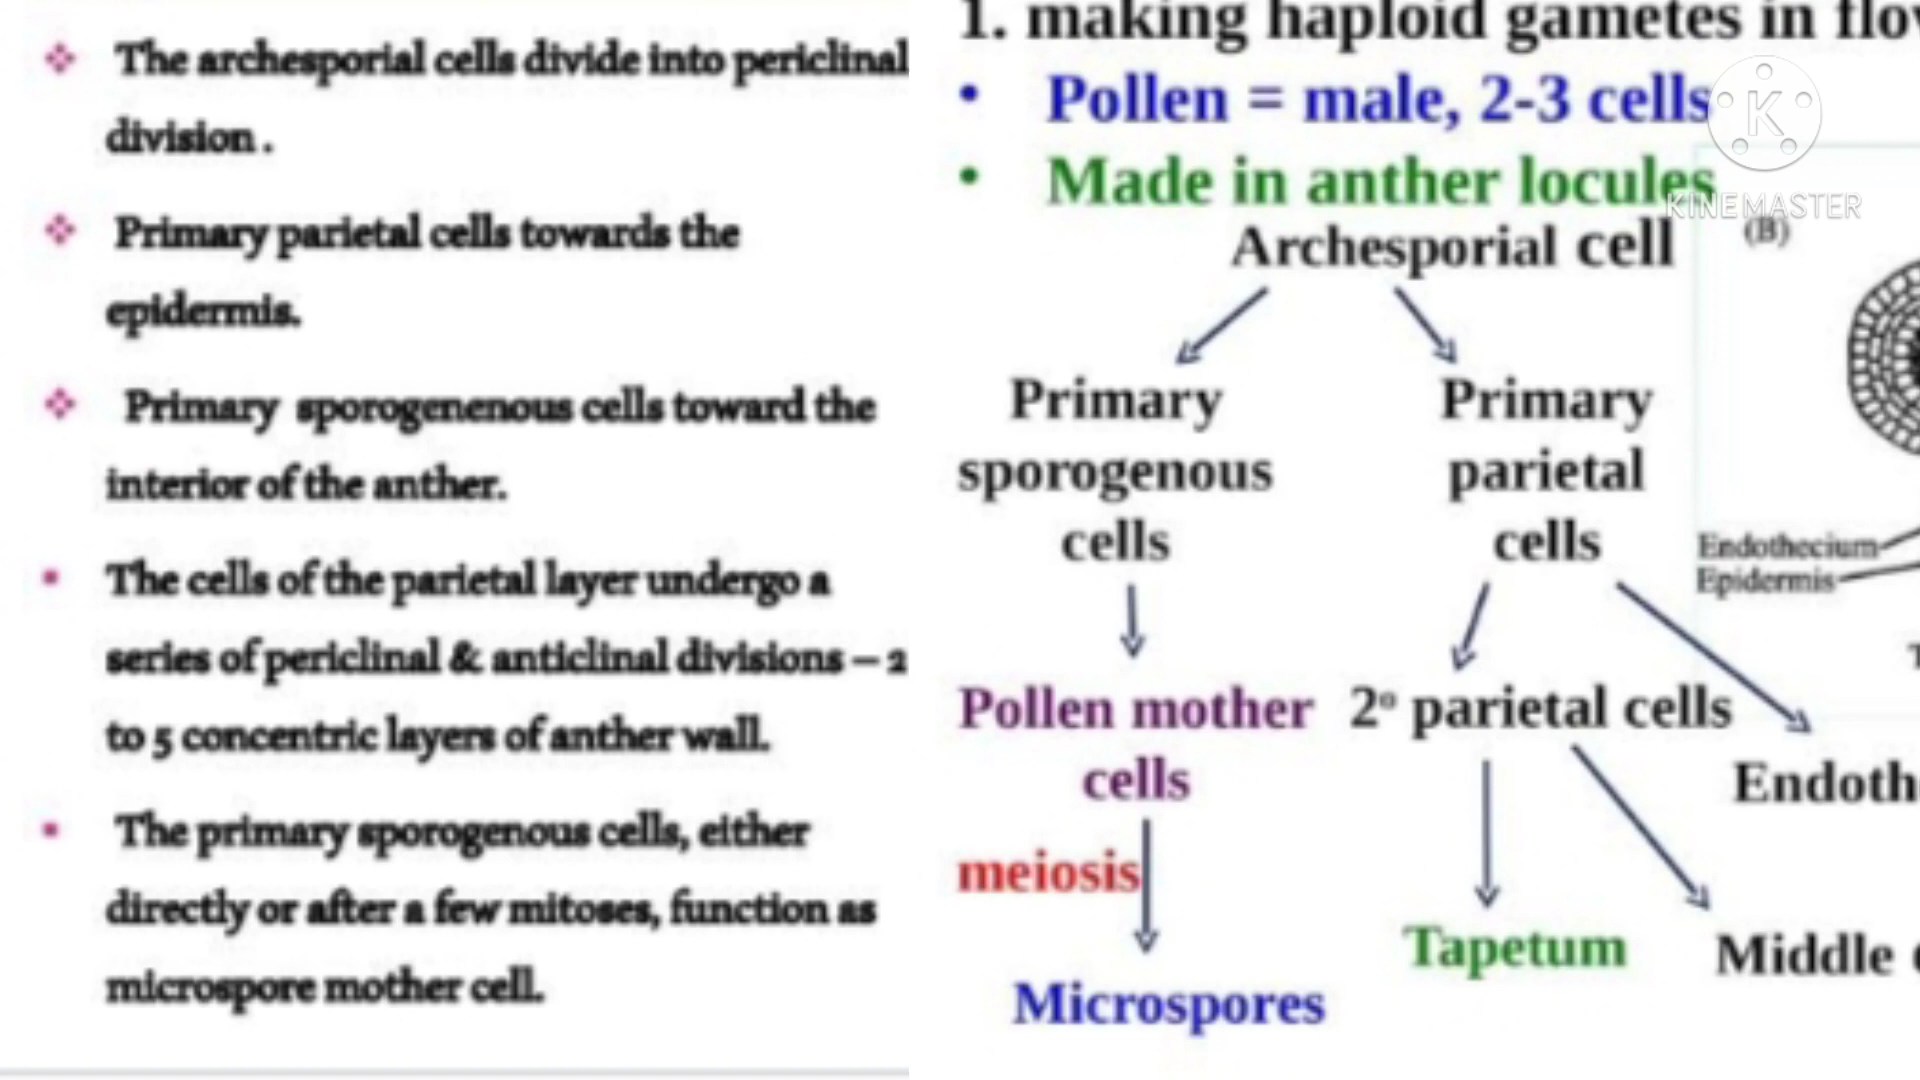 The archesporial cells divide into periclinal
division .
Primary parietal cells towards the
epidermis.
Primary sporogenenous cells toward the
interior of the anther.
The cells of the parietal layer undergo a
series of periclinal & anticlinal divisions – 2
to 5 concentric layers of anther wall.
The primary sporogenous cells, either
directly or after a few mitoses, function as
microspore mother cell.
1. making haploid gametes in
• Pollen = male, 2-3 cells
• Made in anther locules
Archesporial cell
Primary
sporogenous
cells
Primary
parietal
cells
Pollen mother
cells
2º parietal cells
Endoth
meiosis
Microspores
Tapetum
Middle
(B)
Endothecium
Epidermis
K
KINEMASTER